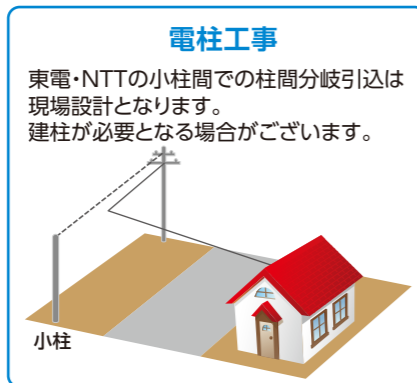 電柱工事
東電・NTTの小柱間での柱間分岐引込は
現場設計となります。
建柱が必要となる場合がございます。
小柱